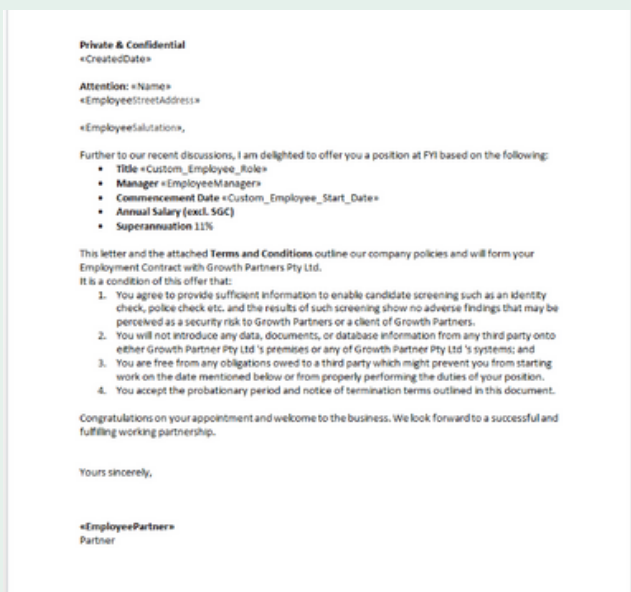 Private & Confidential
«CreatedDate»
Attention: «Name»
«EmployeeStreetAddress»
«EmployeeSalutation»,
Further to our recent discussions, I am delighted to offer you a position at FYI based on the following:
• Title «Custom_Employee_Role»
• Manager «EmployeeManager»
• Commencement Date «Custom_Employee_Start_Date»
• Annual Salary (excl. SGC)
• Superannuation 11%
This letter and the attached Terms and Conditions outline our company policies and will form your
Employment Contract with Growth Partners Pty Ltd.
It is a condition of this offer that:
1. You agree to provide sufficient information to enable candidate screening such as an identity
check, police check etc. and the results of such screening show no adverse findings that may be
perceived as a security risk to Growth Partners or a client of Growth Partners.
2. You will not introduce any data, documents, or database information from any third party onto
either Growth Partner Pty Ltd 's premises or any of Growth Partner Pty Ltd 's systems; and
3. You are free from any obligations owed to a third party which might prevent you from starting
work on the date mentioned below or from properly performing the duties of your position.
4. You accept the probationary period and notice of termination terms outlined in this document.
Congratulations on your appointment and welcome to the business. We look forward to a successful and
fulfilling working partnership.
Yours sincerely,
«EmployeePartner»
Partner